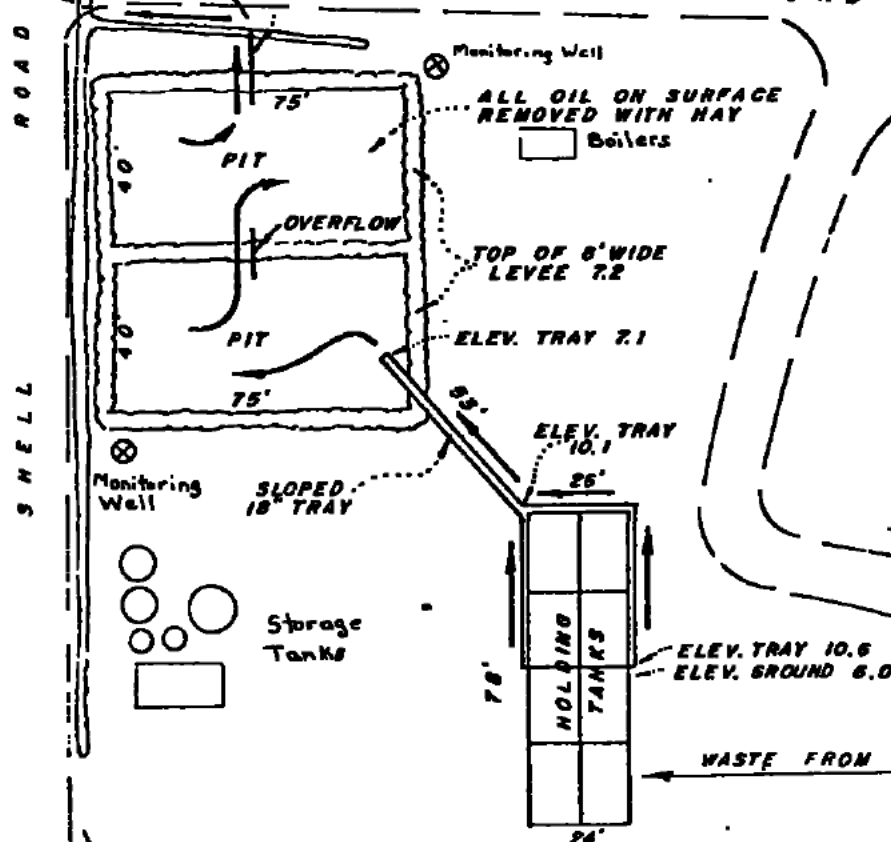 ROAD
Monitoring Well
75'
ALL OIL ON SURFACE
REMOVED WITH HAY
Boilers
PIT
40'
OVERFLOW
TOP OF 8' WIDE
LEVEE 7.2
40'
PIT
ELEV. TRAY 7.1
75'
53'
SHELL
ELEV. TRAY
10.1
26'
Monitoring
Well
SLOPED
18" TRAY
Storage
Tanks
HOLDING
TANKS
78'
ELEV. TRAY 10.6
ELEV. GROUND 6.0
WASTE FROM
24'